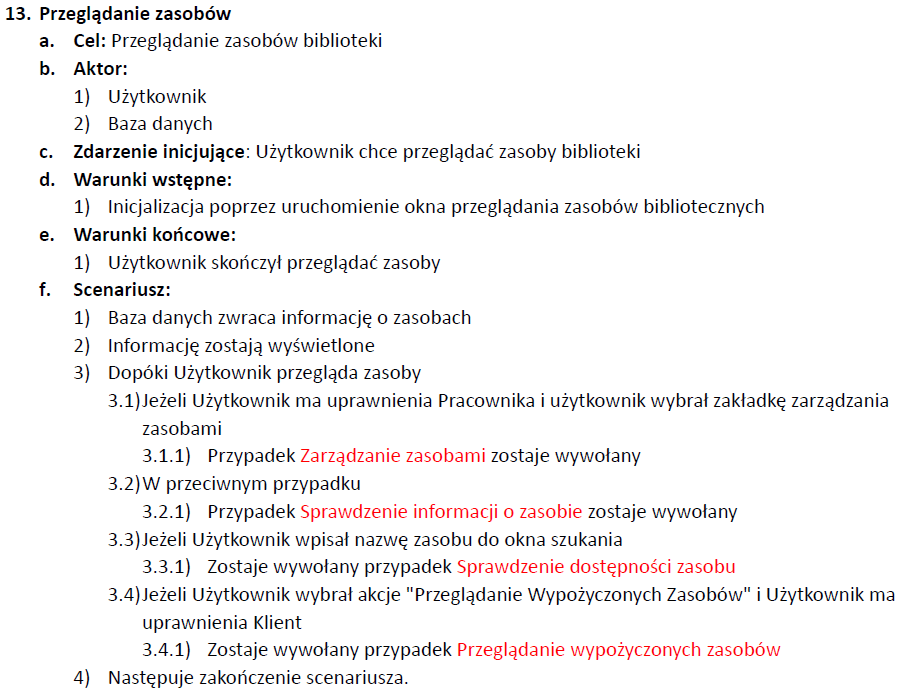 13. Przeglądanie zasobów
a. Cel: Przeglądanie zasobów biblioteki
b. Aktor:
1) Użytkownik
2) Baza danych
c. Zdarzenie inicjujące: Użytkownik chce przeglądać zasoby biblioteki
d. Warunki wstępne:
1) Inicjalizacja poprzez uruchomienie okna przeglądania zasobów bibliotecznych
e. Warunki końcowe:
1) Użytkownik skończył przeglądać zasoby
f. Scenariusz:
1) Baza danych zwraca informację o zasobach
2) Informację zostają wyświetlone
3) Dopóki Użytkownik przegląda zasoby
3.1)Jeżeli Użytkownik ma uprawnienia Pracownika i użytkownik wybrał zakładkę zarządzania
zasobami
3.1.1) Przypadek Zarządzanie zasobami zostaje wywołany
3.2)W przeciwnym przypadku
3.2.1) Przypadek Sprawdzenie informacji o zasobie zostaje wywołany
3.3)Jeżeli Użytkownik wpisał nazwę zasobu do okna szukania
3.3.1) Zostaje wywołany przypadek Sprawdzenie dostępności zasobu
3.4)Jeżeli Użytkownik wybrał akcje "Przeglądanie Wypożyczonych Zasobów" i Użytkownik ma
uprawnienia Klient
3.4.1) Zostaje wywołany przypadek Przeglądanie wypożyczonych zasobów
4) Następuje zakończenie scenariusza.